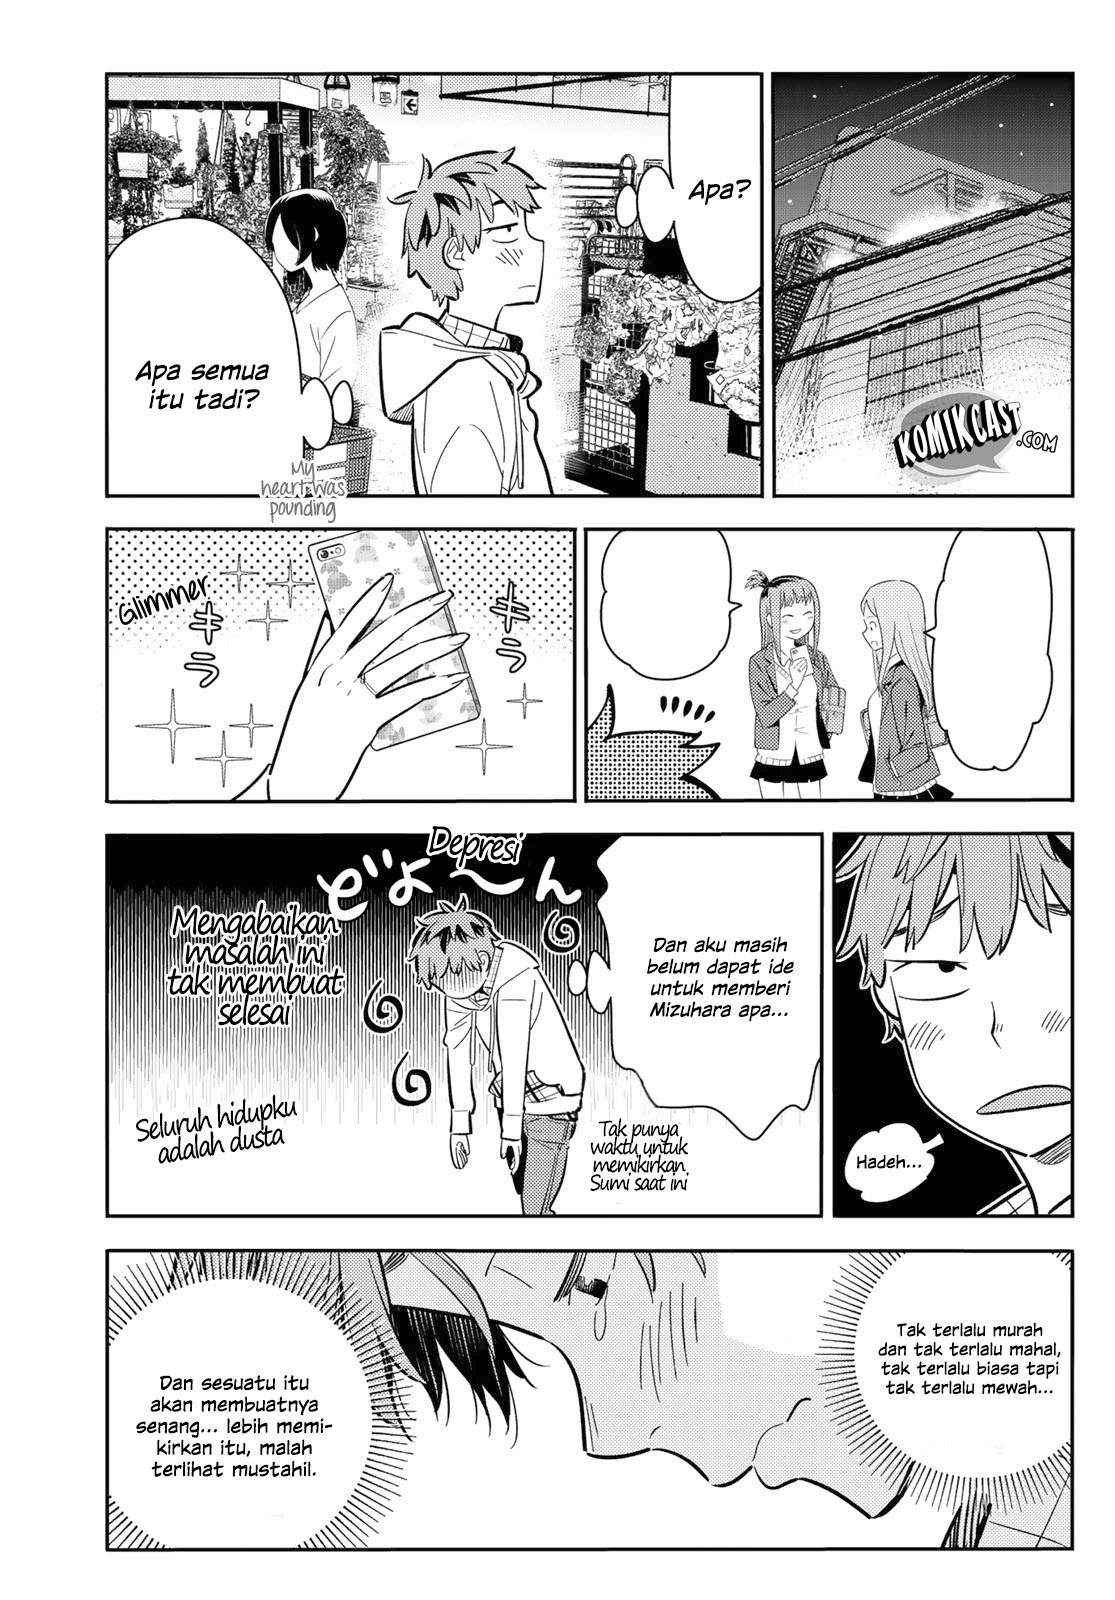 Apa?
Apa semua
itu tadi?
My
heart was
pounding
KOMIKCAST
.COM
Glimmer
キラ
キラ
Hadeh...
Dan aku masih
belum dapat ide
untuk memberi
Mizuhara apa...
Depresi
どよ〜ん
Mengabaikan
masalah ini
tak membuat
selesai
Tak punya
waktu untuk
memikirkan
Sumi saat ini
Seluruh hidupku
adalah dusta
Tak terlalu murah
dan tak terlalu mahal,
tak terlalu biasa tapi
tak terlalu mewah...
Dan sesuatu itu
akan membuatnya
senang... lebih memi-
kirkan itu, malah
terlihat mustahil.